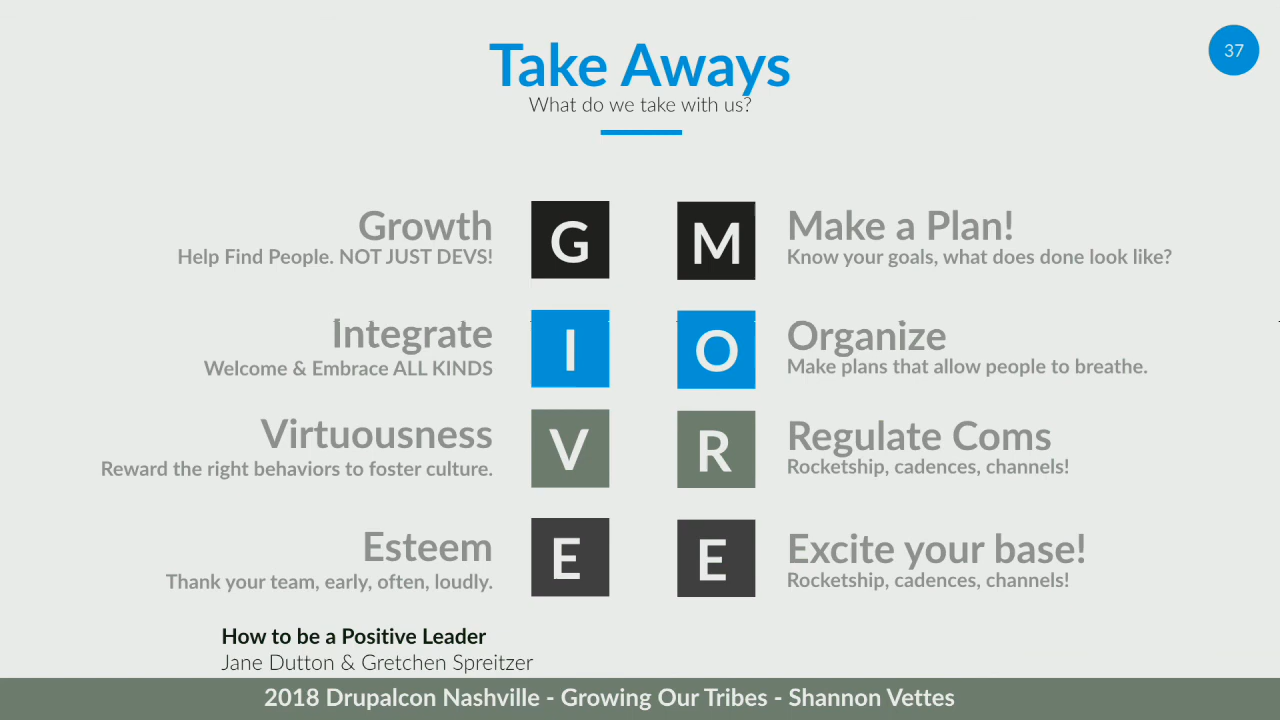 37
Take Aways
What do we take with us?
Growth
Help Find People. NOT JUST DEVS!
G
M
Make a Plan!
Know your goals, what does done look like?
Integrate
Welcome & Embrace ALL KINDS
I
O
Organize
Make plans that allow people to breathe.
Virtuousness
Reward the right behaviors to foster culture.
V
R
Regulate Coms
Rocketship, cadences, channels!
Esteem
Thank your team, early, often, loudly.
E
E
Excite your base!
Rocketship, cadences, channels!
How to be a Positive Leader
Jane Dutton & Gretchen Spreitzer
2018 Drupalcon Nashville - Growing Our Tribes - Shannon Vettes